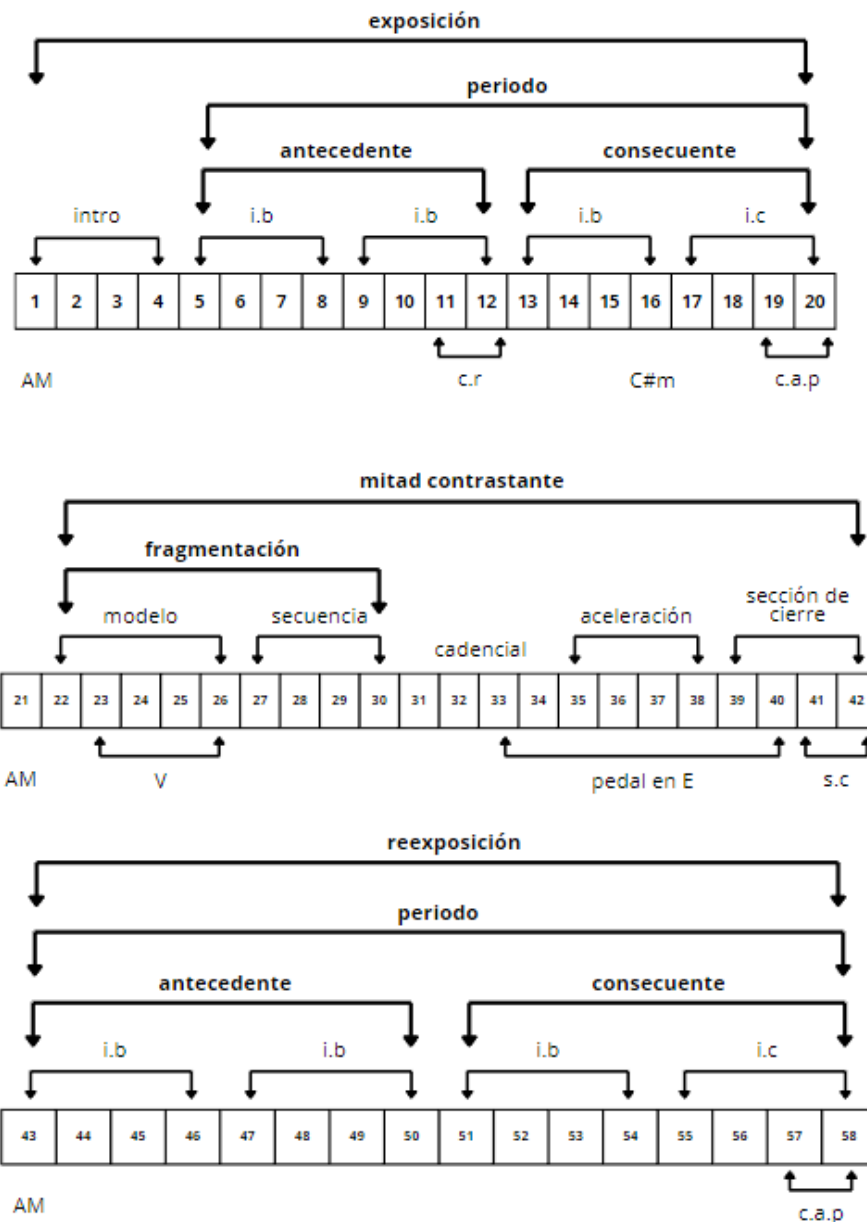 exposición
periodo
antecedente consecuente
intro i.b i.b i.b i.c
1 2 3 4 5 6 7 8 9 10 11 12 13 14 15 16 17 18 19 20
AM c.r C#m c.a.p
mitad contrastante
fragmentación
modelo secuencia cadencial aceleración sección de
cierre
21 22 23 24 25 26 27 28 29 30 31 32 33 34 35 36 37 38 39 40 41 42
AM V pedal en E s.c
reexposición
periodo
antecedente consecuente
i.b i.b i.b i.c
43 44 45 46 47 48 49 50 51 52 53 54 55 56 57 58
AM c.a.p